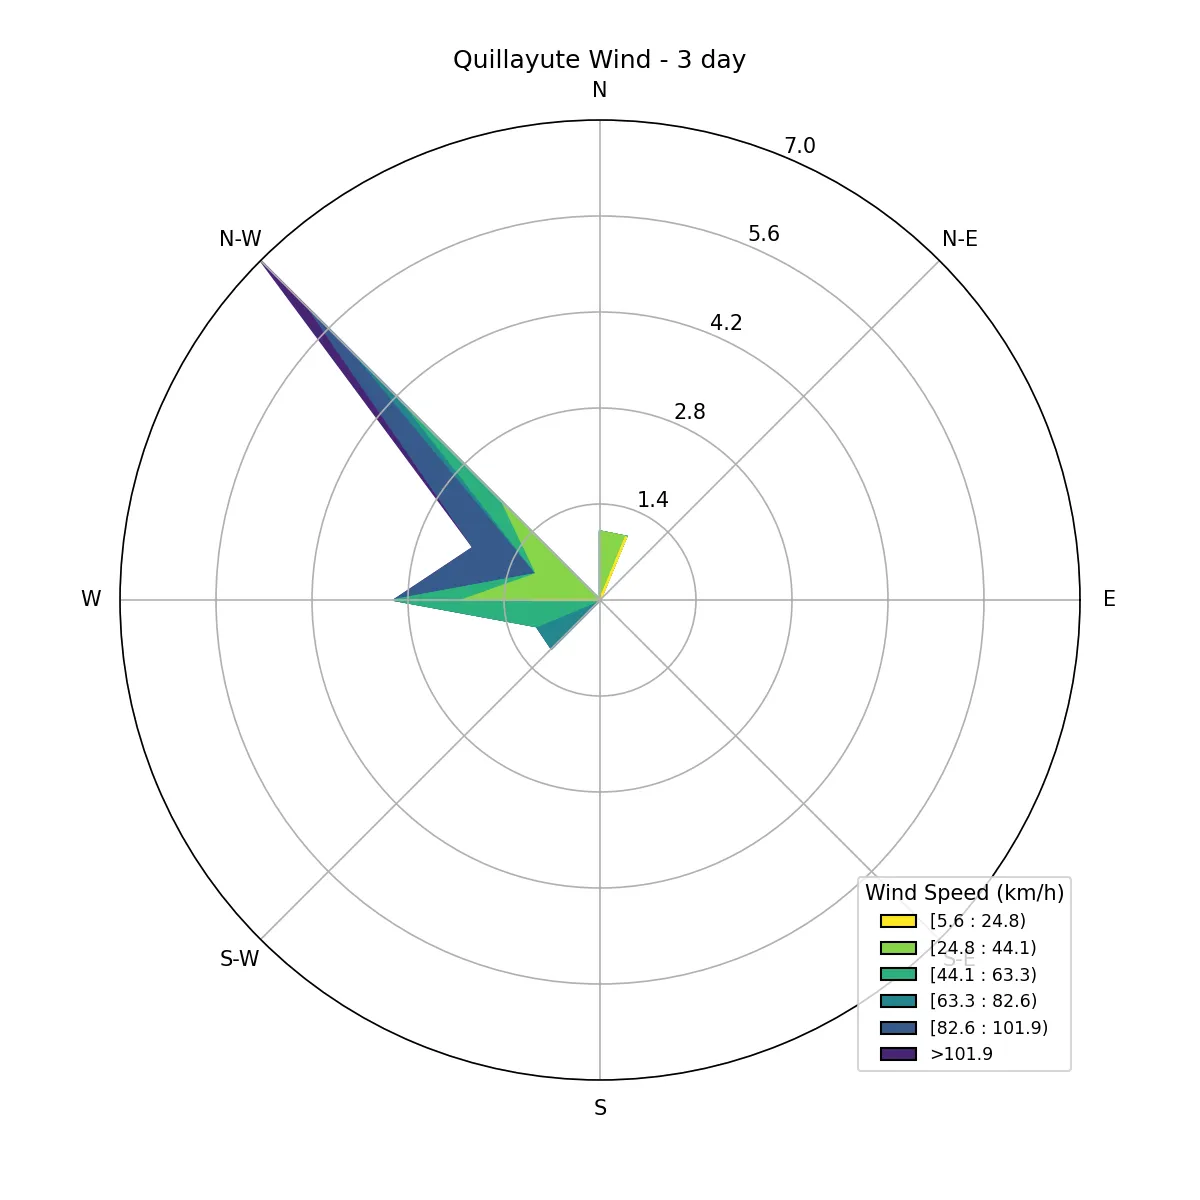 Quillayute Wind - 3 day
N
7.0
5.6
N-W
N-E
4.2
2.8
1.4
W
E
Wind Speed (km/h)
[5.6 : 24.8)
[24.8 : 44.1)
S-W
S-E
[44.1 : 63.3)
[63.3 : 82.6)
[82.6 : 101.9)
>101.9
S